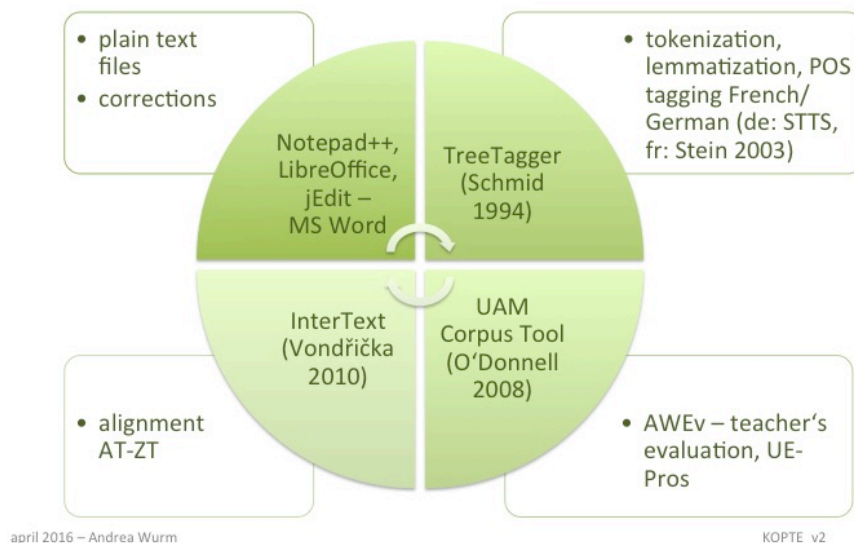 • plain text
files
• corrections
Notepad++,
LibreOffice,
jEdit –
MS Word
TreeTagger
(Schmid
1994)
• tokenization,
lemmatization, POS
tagging French/
German (de: STTS,
fr: Stein 2003)
InterText
(Vondřička
2010)
UAM
Corpus Tool
(O‘Donnell
2008)
• alignment
AT-ZT
• AWEv – teacher‘s
evaluation, UE-
Pros
april 2016 – Andrea Wurm
KOPTE_v2